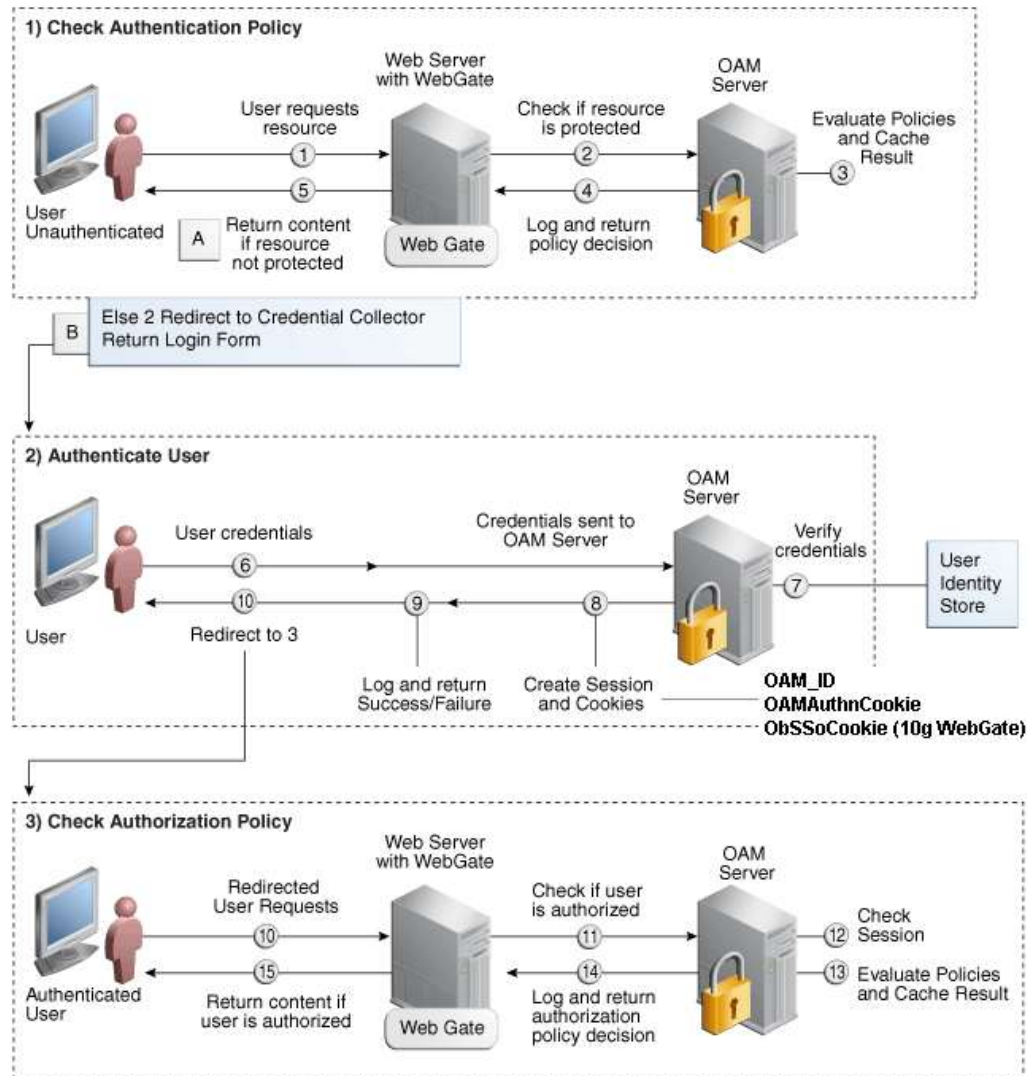 1) Check Authentication Policy
Web Server
with WebGate
OAM
Server
User requests
resource
Check if resource
is protected
Evaluate Policies
and Cache
Result
1
2
3
5
4
User
Unauthenticated
A
Return content
if resource
not protected
Web Gate
Log and return
policy decision
B
Else 2 Redirect to Credential Collector
Return Login Form
2) Authenticate User
OAM
Server
User credentials
Credentials sent to
OAM Server
Verify
credentials
6
7
User
Identity
Store
10
9
8
User
Redirect to 3
Log and return
Success/Failure
Create Session
and Cookies
OAM_ID
OAMAuthnCookie
ObSSoCookie (10g WebGate)
3) Check Authorization Policy
Web Server
with WebGate
OAM
Server
Redirected
User Requests
Check if user
is authorized
10
11
12
Check
Session
15
14
13
Evaluate Policies
and Cache Result
Authenticated
User
Return content if
user is authorized
Web Gate
Log and return
authorization
policy decision